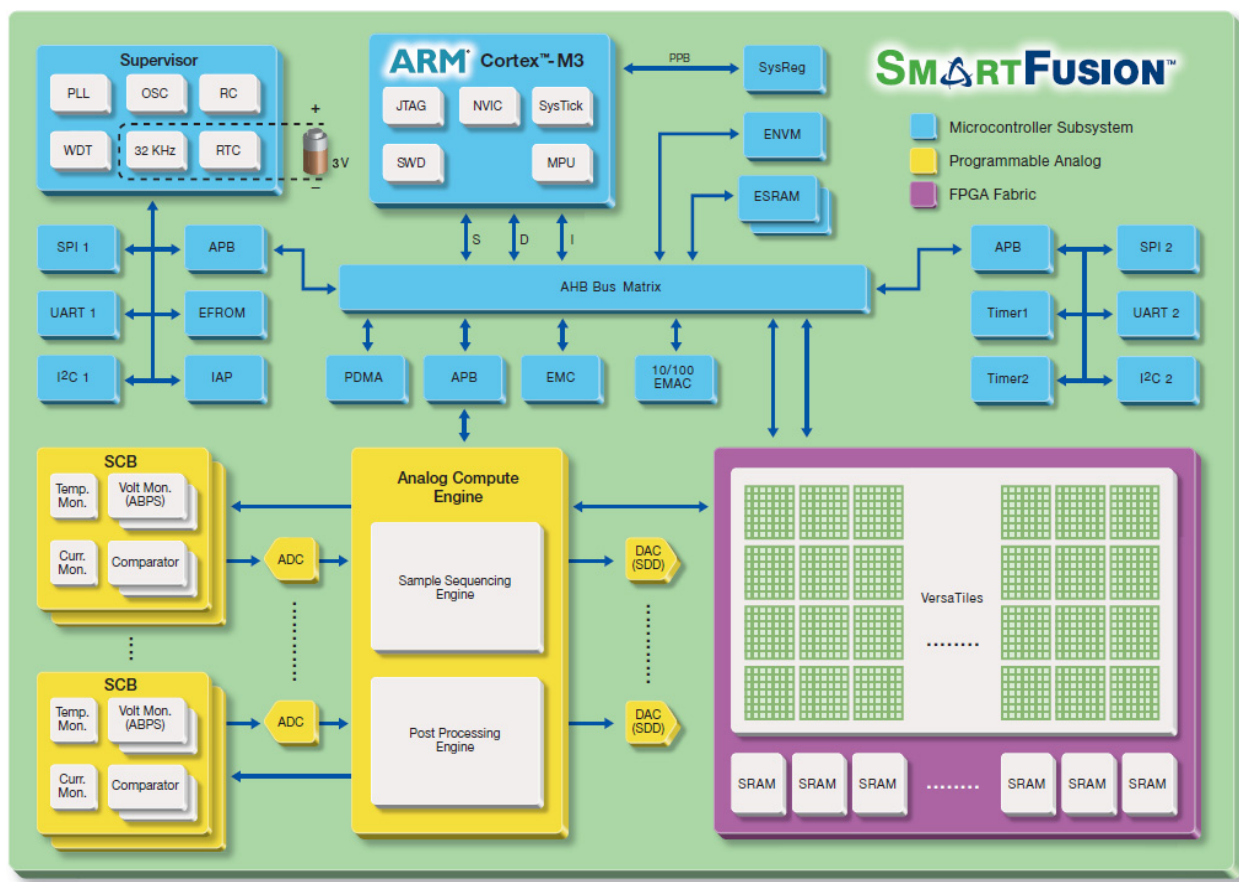 Supervisor
PLL
OSC
RC
WDT
32 KHz
RTC
+
3V
−
ARM® Cortex™-M3
JTAG
NVIC
SysTick
SWD
MPU
PPB
SysReg
ENVM
ESRAM
SMARTFUSION™
Microcontroller Subsystem
Programmable Analog
FPGA Fabric
S
D
I
SPI 1
APB
UART 1
EFROM
I²C 1
IAP
AHB Bus Matrix
PDMA
APB
EMC
10/100
EMAC
APB
SPI 2
Timer1
UART 2
Timer2
I²C 2
SCB
Temp.
Mon.
Volt Mon.
(ABPS)
Curr.
Mon.
Comparator
ADC
SCB
Temp.
Mon.
Volt Mon.
(ABPS)
Curr.
Mon.
Comparator
ADC
Analog Compute
Engine
Sample Sequencing
Engine
Post Processing
Engine
DAC
(SDD)
DAC
(SDD)
VersaTiles
........
SRAM
SRAM
SRAM
........
SRAM
SRAM
SRAM